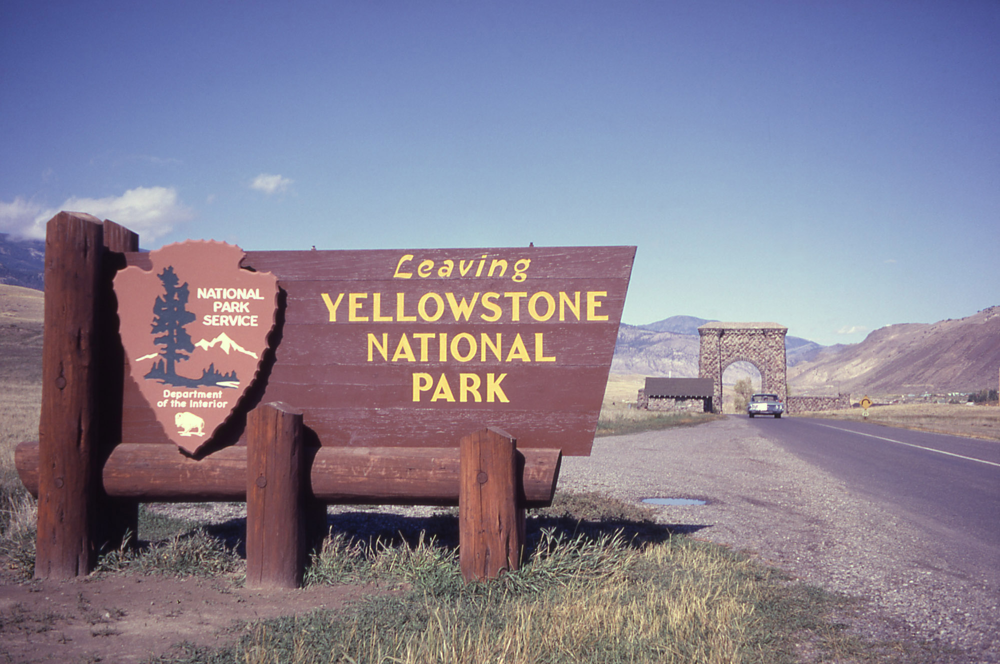 NATIONAL
PARK
SERVICE
Department
of the Interior
Leaving
YELLOWSTONE
NATIONAL
PARK